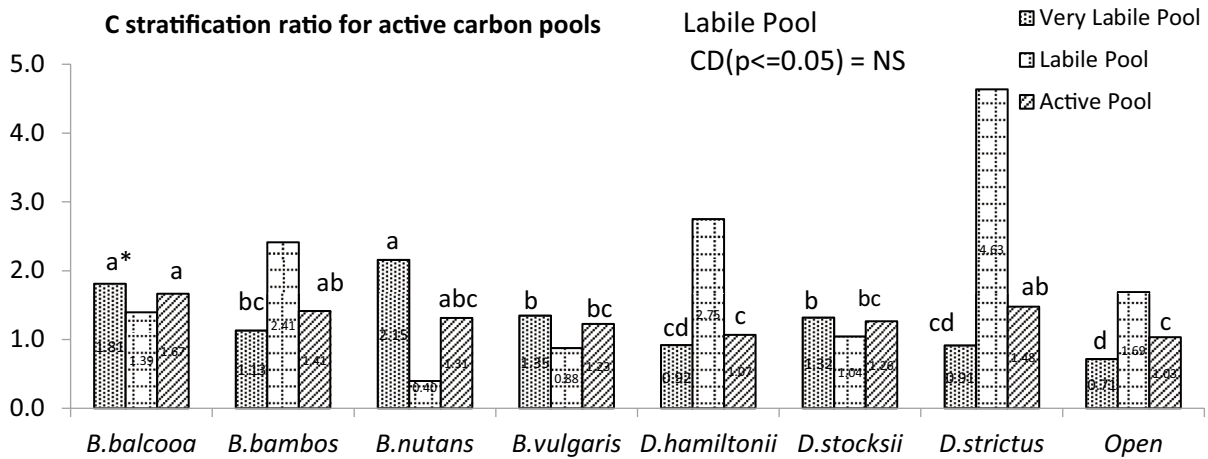 C stratification ratio for active carbon pools
Labile Pool
CD(p<=0.05) = NS
Very Labile Pool
Labile Pool
Active Pool
5.0
4.0
3.0
2.0
1.0
0.0
a* a
bc ab
a abc
b bc
cd c
b bc
cd ab
d c
1.81 1.39 1.67
1.13 2.41 1.41
2.15 0.40 1.31
1.35 0.88 1.23
0.92 2.75 1.07
1.32 1.04 1.26
0.91 4.63 1.48
0.71 1.69 1.03
B.balcooa B.bambos B.nutans B.vulgaris D.hamiltonii D.stocksii D.strictus Open